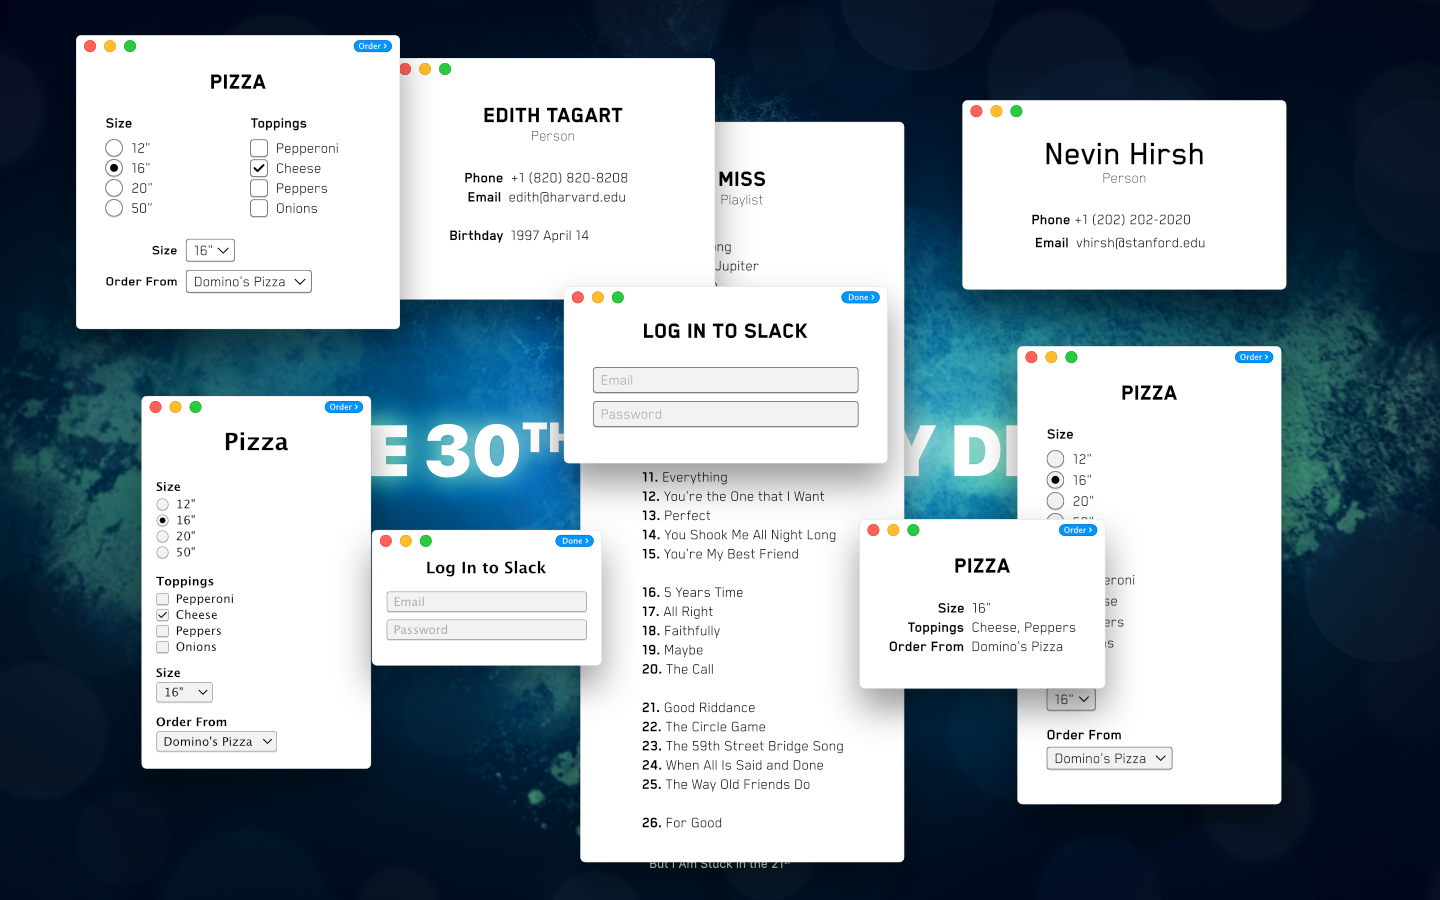 Order >
PIZZA
Size
12"
16"
20"
50"
Toppings
Pepperoni
Cheese
Peppers
Onions
Size 16"
Order From Domino's Pizza
EDITH TAGART
Person
Phone +1 (820) 820-8208
Email edith@harvard.edu
Birthday 1997 April 14
MISS
Playlist
Jupiter
Nevin Hirsh
Person
Phone +1 (202) 202-2020
Email vhirsh@stanford.edu
Done >
LOG IN TO SLACK
Email
Password
E 30TH
Y D
11. Everything
12. You're the One that I Want
13. Perfect
14. You Shook Me All Night Long
15. You're My Best Friend
16. 5 Years Time
17. All Right
18. Faithfully
19. Maybe
20. The Call
21. Good Riddance
22. The Circle Game
23. The 59th Street Bridge Song
24. When All Is Said and Done
25. The Way Old Friends Do
26. For Good
But I Am Stuck in the 21st
Order >
Pizza
Size
12"
16"
20"
50"
Toppings
Pepperoni
Cheese
Peppers
Onions
Size
16"
Order From
Domino's Pizza
Done >
Log In to Slack
Email
Password
Order >
PIZZA
Size
12"
16"
20"
Order >
PIZZA
Size 16"
Toppings Cheese, Peppers
Order From Domino's Pizza
eroni
se
ers
s
16"
Order From
Domino's Pizza